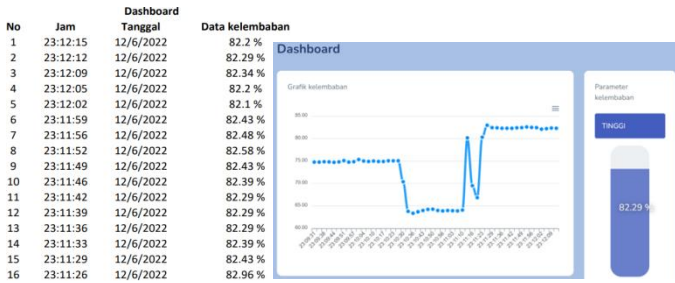 Dashboard
No Jam Tanggal Data kelembaban
1 23:12:15 12/6/2022 82.2 %
2 23:12:12 12/6/2022 82.29 %
3 23:12:09 12/6/2022 82.34 %
4 23:12:05 12/6/2022 82.2 %
5 23:12:02 12/6/2022 82.1 %
6 23:11:59 12/6/2022 82.43 %
7 23:11:56 12/6/2022 82.48 %
8 23:11:52 12/6/2022 82.58 %
9 23:11:49 12/6/2022 82.43 %
10 23:11:46 12/6/2022 82.39 %
11 23:11:42 12/6/2022 82.29 %
12 23:11:39 12/6/2022 82.29 %
13 23:11:36 12/6/2022 82.29 %
14 23:11:33 12/6/2022 82.39 %
15 23:11:29 12/6/2022 82.43 %
16 23:11:26 12/6/2022 82.96 %
Dashboard
Grafik kelembaban
85.00
80.00
75.00
70.00
65.00
60.00
Parameter
kelembaban
TINGGI
82.29 %